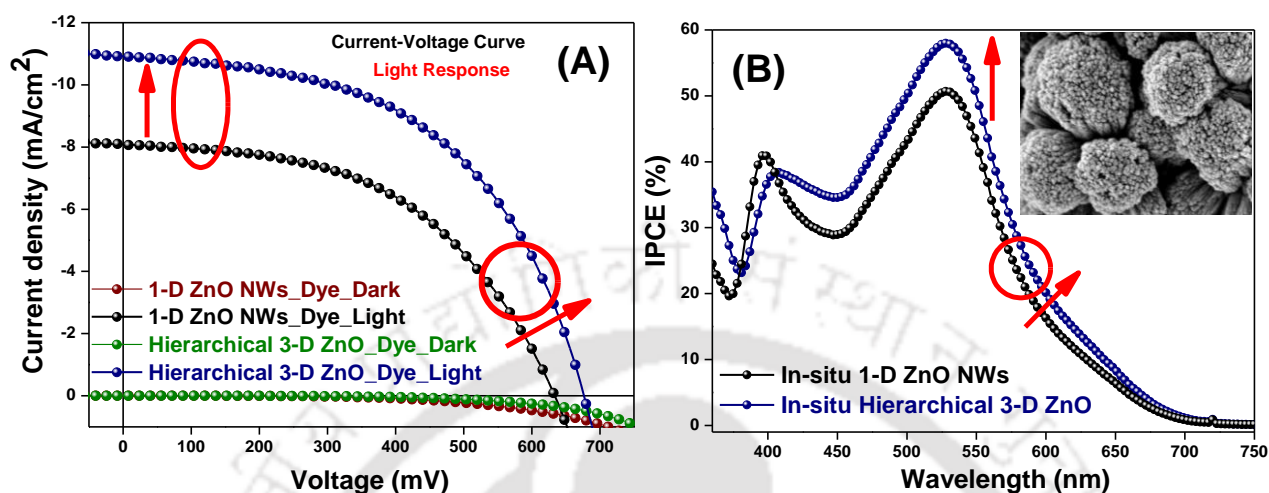 Current density (mA/cm²)
-12
-10
-8
-6
-4
-2
0
Current-Voltage Curve
Light Response
(A)
1-D ZnO NWs_Dye_Dark
1-D ZnO NWs_Dye_Light
Hierarchical 3-D ZnO_Dye_Dark
Hierarchical 3-D ZnO_Dye_Light
0 100 200 300 400 500 600 700
Voltage (mV)
IPCE (%)
60
50
40
30
20
10
0
(B)
In-situ 1-D ZnO NWs
In-situ Hierarchical 3-D ZnO
400 450 500 550 600 650 700 750
Wavelength (nm)